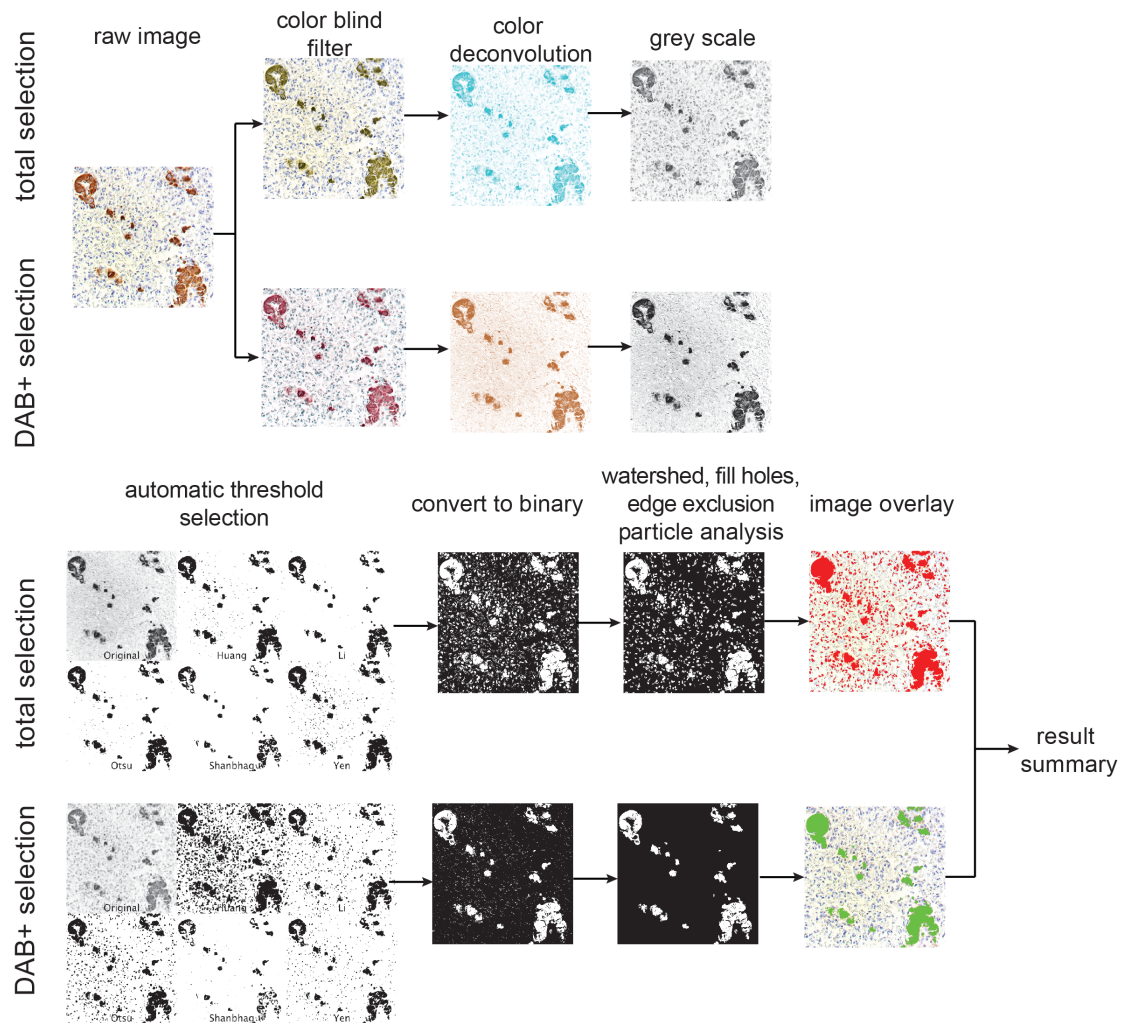 raw image
color blind
filter
color
deconvolution
grey scale
total selection
DAB+ selection
automatic threshold
selection
convert to binary
watershed, fill holes,
edge exclusion
particle analysis
image overlay
total selection
Original
Huang
Li
Otsu
Shanbhag
Yen
result
summary
DAB+ selection
Original
Huang
Li
Otsu
Shanbhag
Yen